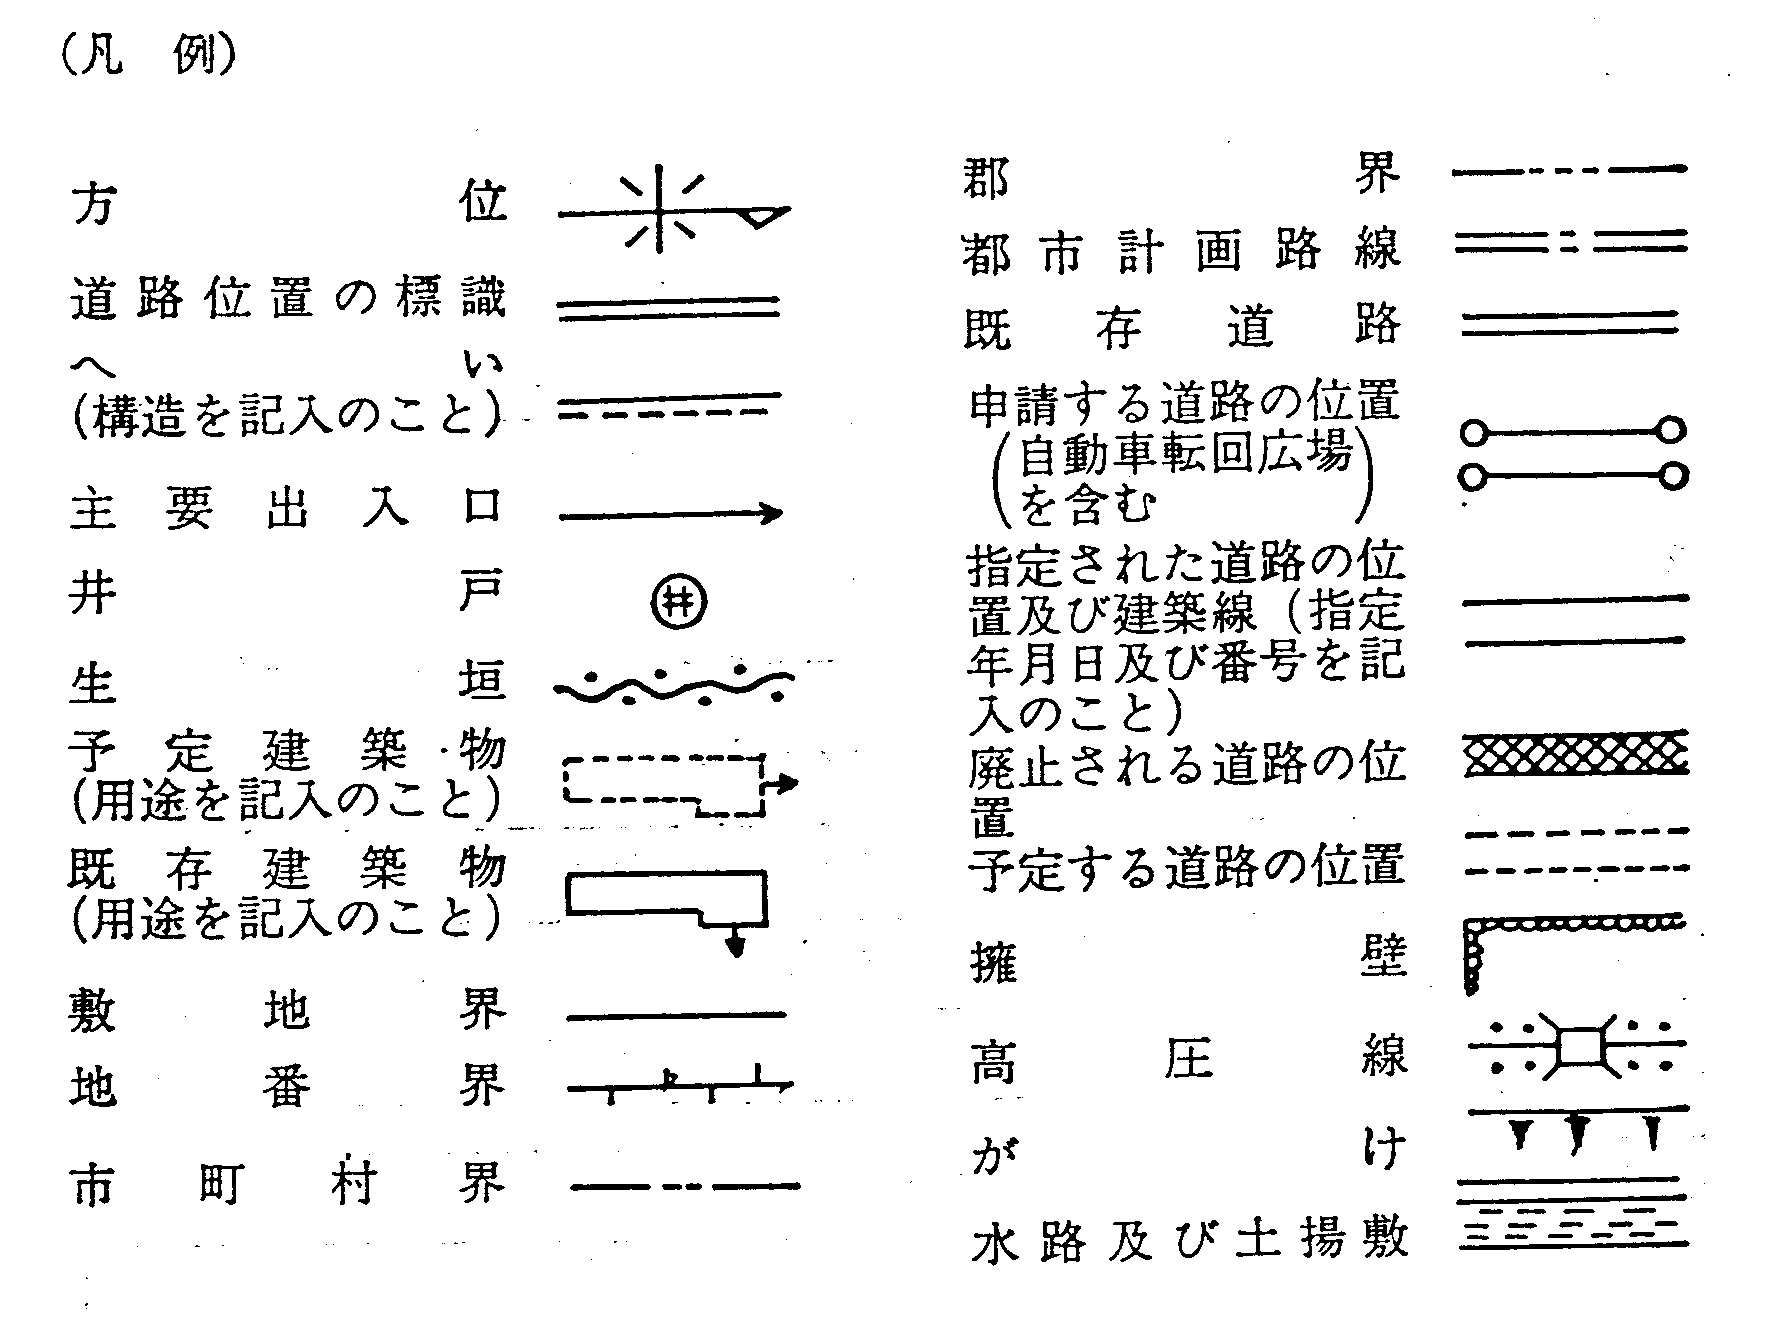 (凡例)
方位
道路位置の標識
へい
(構造を記入のこと)
主要出入口
井戸
井
生垣
予定建築物
(用途を記入のこと)
既存建築物
(用途を記入のこと)
敷地界
地番界
市町村界
郡界
都市計画路線
既存道路
申請する道路の位置
(自動車転回広場
を含む)
指定された道路の位
置及び建築線(指定
年月日及び番号を記
入のこと)
廃止される道路の位
置
予定する道路の位置
擁壁
高圧線
がけ
水路及び土揚敷